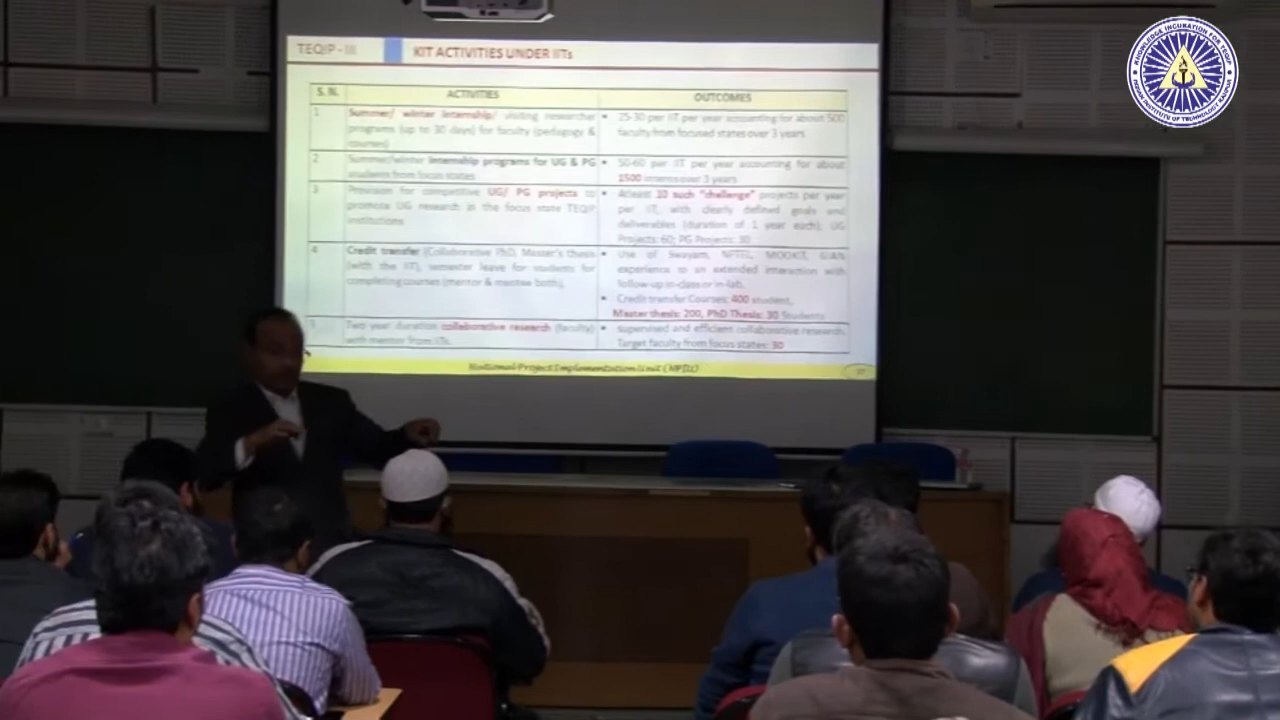 TEQIP - III
KIT ACTIVITIES UNDER IITs
S. N.
ACTIVITIES
OUTCOMES
1
Summer/ winter internship/ visiting researcher
programs (up to 30 days) for faculty (pedagogy &
courses)
• 25-30 per IIT per year accounting for about 500
faculty from focused states over 3 years
2
Summer/winter internship programs for UG & PG
students from focus states
• 50-60 per IIT per year accounting for about
1500 interns over 3 years
3
Provision for competitive UG/ PG projects to
promote UG research in the focus state TEQIP
institutions
• Atleast 10 such "challenge" projects per year
per IIT, with clearly defined goals and
deliverables (duration of 1 year each); UG
Projects: 60; PG Projects: 30
4
Credit transfer (Collaborative PhD, Master's thesis
(with the IIT), semester leave for students for
completing courses (mentor & mentee both).
• Use of Swayam, NPTEL, MOOKIT, GIAN
experience to an extended interaction with
follow-up in-class or in-lab.
• Credit transfer Courses: 400 student,
Master thesis: 200, PhD Thesis: 30 Students
5
Two year duration collaborative research (faculty)
with mentor from IITs.
• supervised and efficient collaborative research.
Target faculty from focus states: 30
National Project Implementation Unit ( NPIU)
KNOWLEDGE INCUBATION FOR TEQIP
INDIAN INSTITUTE OF TECHNOLOGY KANPUR